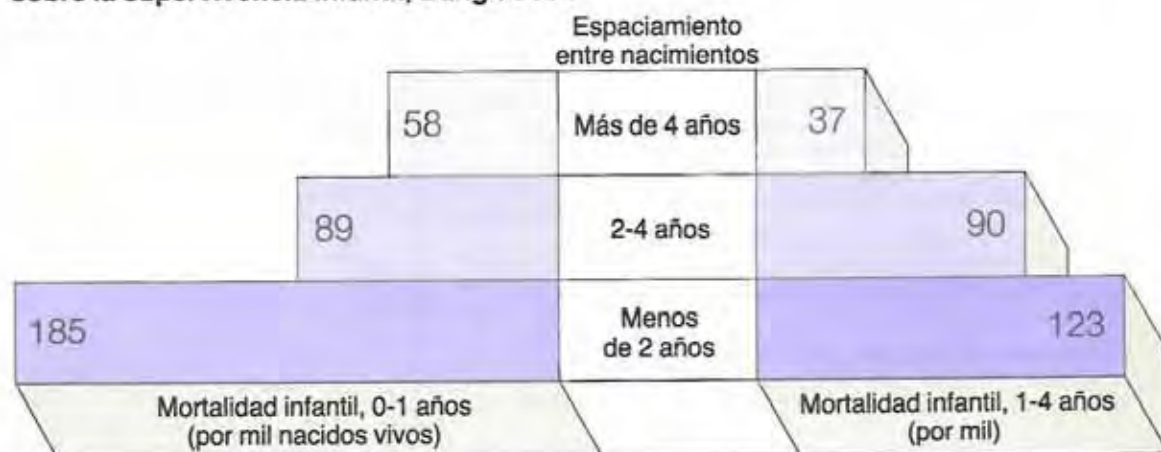 Espaciamiento
entre nacimientos
58 Más de 4 años 37
89 2-4 años 90
185 Menos
de 2 años 123
Mortalidad infantil, 0-1 años
(por mil nacidos vivos)
Mortalidad infantil, 1-4 años
(por mil)